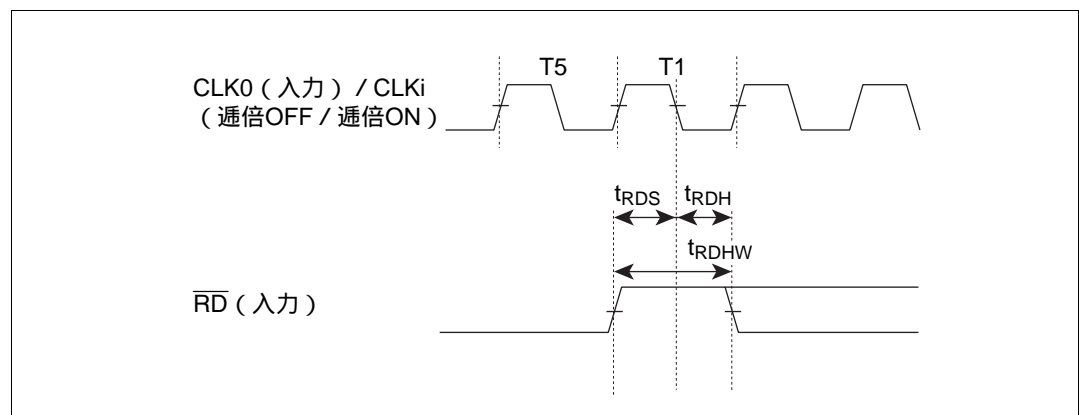 T5 T1
CLK0（入力）/ CLKi
（逓倍OFF / 逓倍ON）
tRDS tRDH
tRDHW
RD（入力）